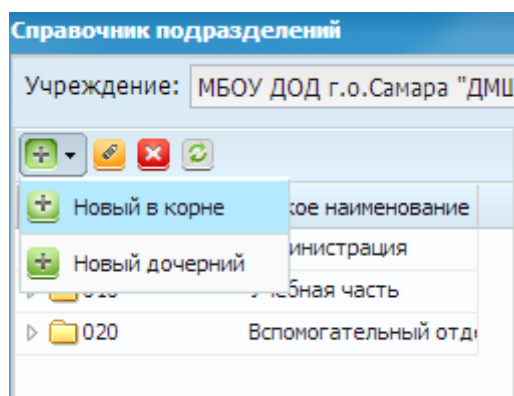 Справочник подразделений
Учреждение: МБОУ ДОД г.о.Самара "ДМШ
Новый в корне
кое наименование
Новый дочерний
инистрация
010 Учебная часть
020 Вспомогательный отд